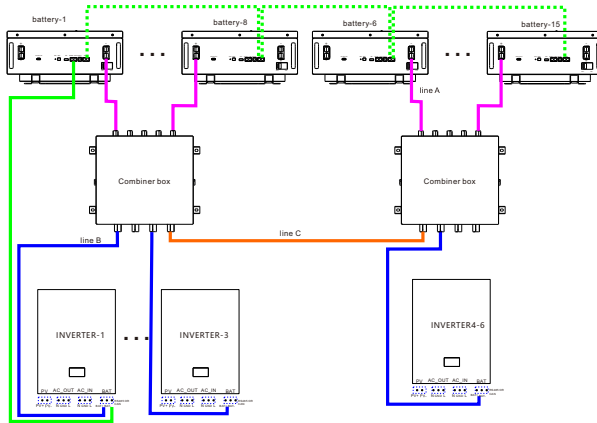 battery-1
battery-8
battery-6
battery-15
line A
Combiner box
Combiner box
line B
line C
INVERTER-1
INVERTER-3
INVERTER4-6
PV AC_OUT AC_IN BAT
PV AC_OUT AC_IN BAT
PV AC_OUT AC_IN BAT